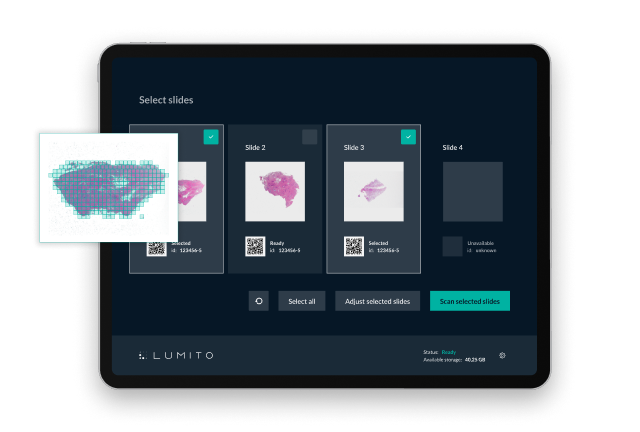 Select slides
Slide 2
Slide 3
Slide 4
Selected
id: 123456-5
Ready
id: 123456-5
Selected
id: 123456-5
Unavailable
id: unknown
Select all
Adjust selected slides
Scan selected slides
LUMITO
Status: Ready
Available storage: 40,25 GB